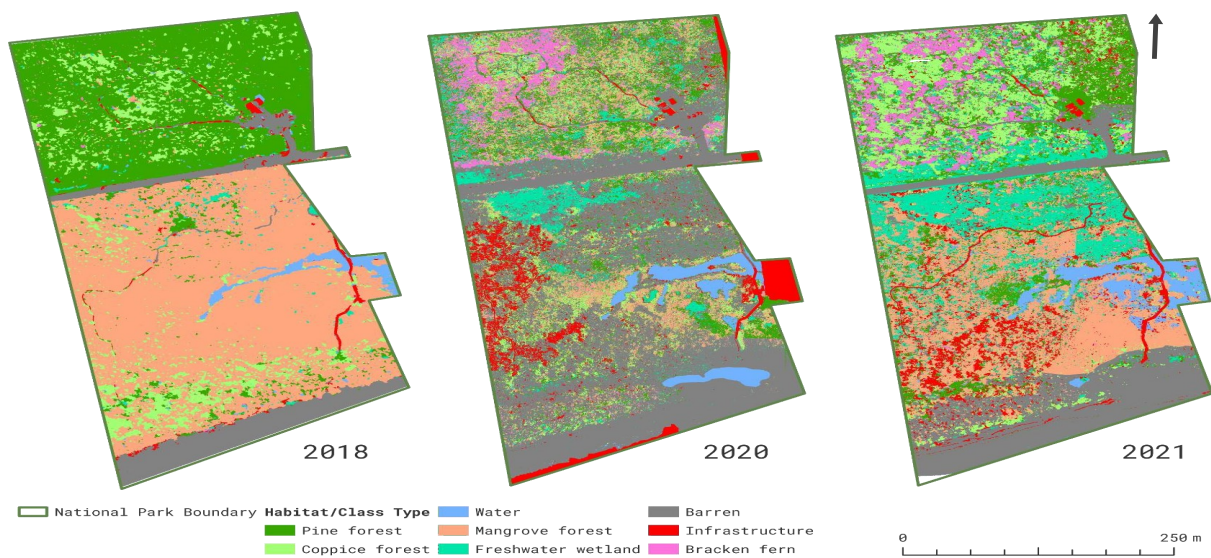 2018
2020
2021
National Park Boundary
Habitat/Class Type
Pine forest
Coppice forest
Water
Mangrove forest
Freshwater wetland
Barren
Infrastructure
Bracken fern
0
250 m